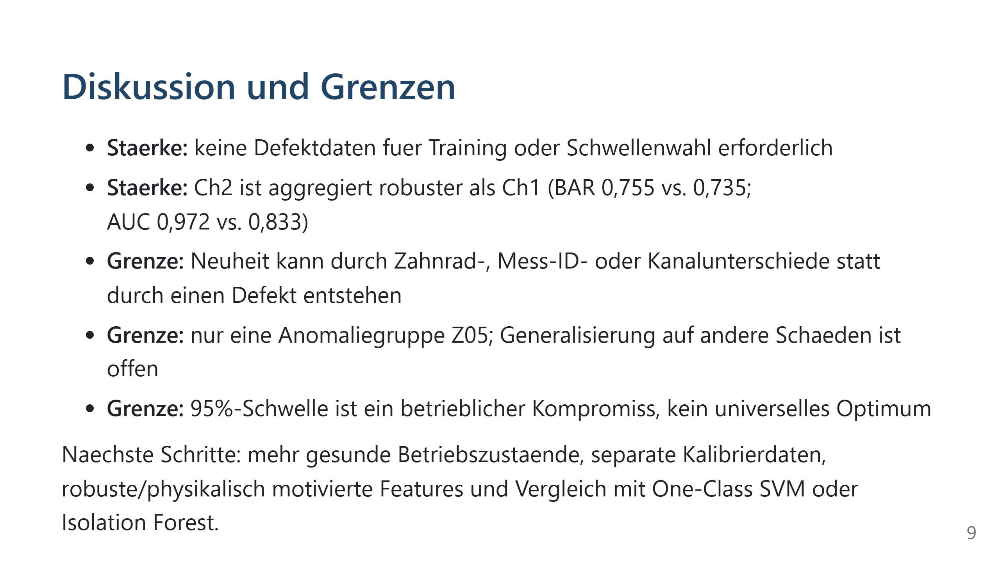 Diskussion und Grenzen
• Staerke: keine Defektdaten fuer Training oder Schwellenwahl erforderlich
• Staerke: Ch2 ist aggregiert robuster als Ch1 (BAR 0,755 vs. 0,735;
AUC 0,972 vs. 0,833)
• Grenze: Neuheit kann durch Zahnrad-, Mess-ID- oder Kanalunterschiede statt
durch einen Defekt entstehen
• Grenze: nur eine Anomaliegruppe Z05; Generalisierung auf andere Schaeden ist
offen
• Grenze: 95%-Schwelle ist ein betrieblicher Kompromiss, kein universelles Optimum
Naechste Schritte: mehr gesunde Betriebszustaende, separate Kalibrierdaten,
robuste/physikalisch motivierte Features und Vergleich mit One-Class SVM oder
Isolation Forest.
9